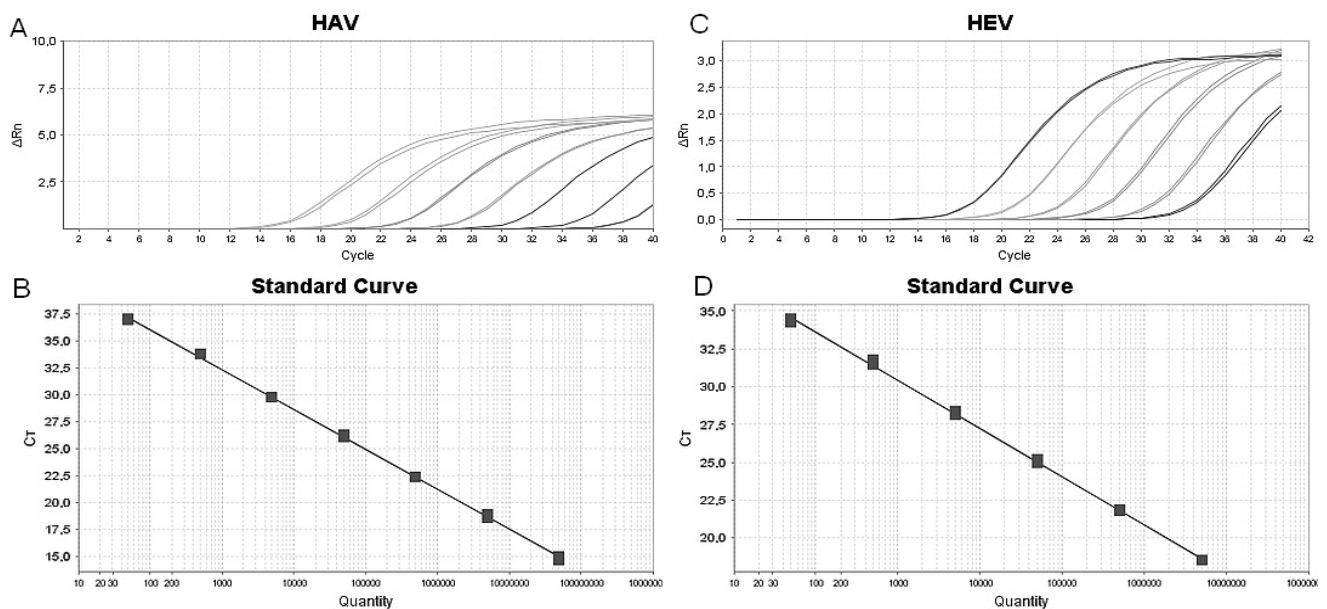 A
HAV
10,0
7,5
5,0
2,5
ΔRn
2 4 6 8 10 12 14 16 18 20 22 24 26 28 30 32 34 36 38 40
Cycle
C
HEV
3,0
2,5
2,0
1,5
1,0
0,5
0,0
ΔRn
0 2 4 6 8 10 12 14 16 18 20 22 24 26 28 30 32 34 36 38 40 42
Cycle
B
Standard Curve
37,5
35,0
32,5
30,0
27,5
25,0
22,5
20,0
17,5
15,0
CT
10 20 30 100 200 1000 10000 100000 1000000 10000000 1000000
Quantity
D
Standard Curve
35,0
32,5
30,0
27,5
25,0
22,5
20,0
CT
10 20 30 100 200 1000 10000 100000 1000000 10000000 1000000
Quantity